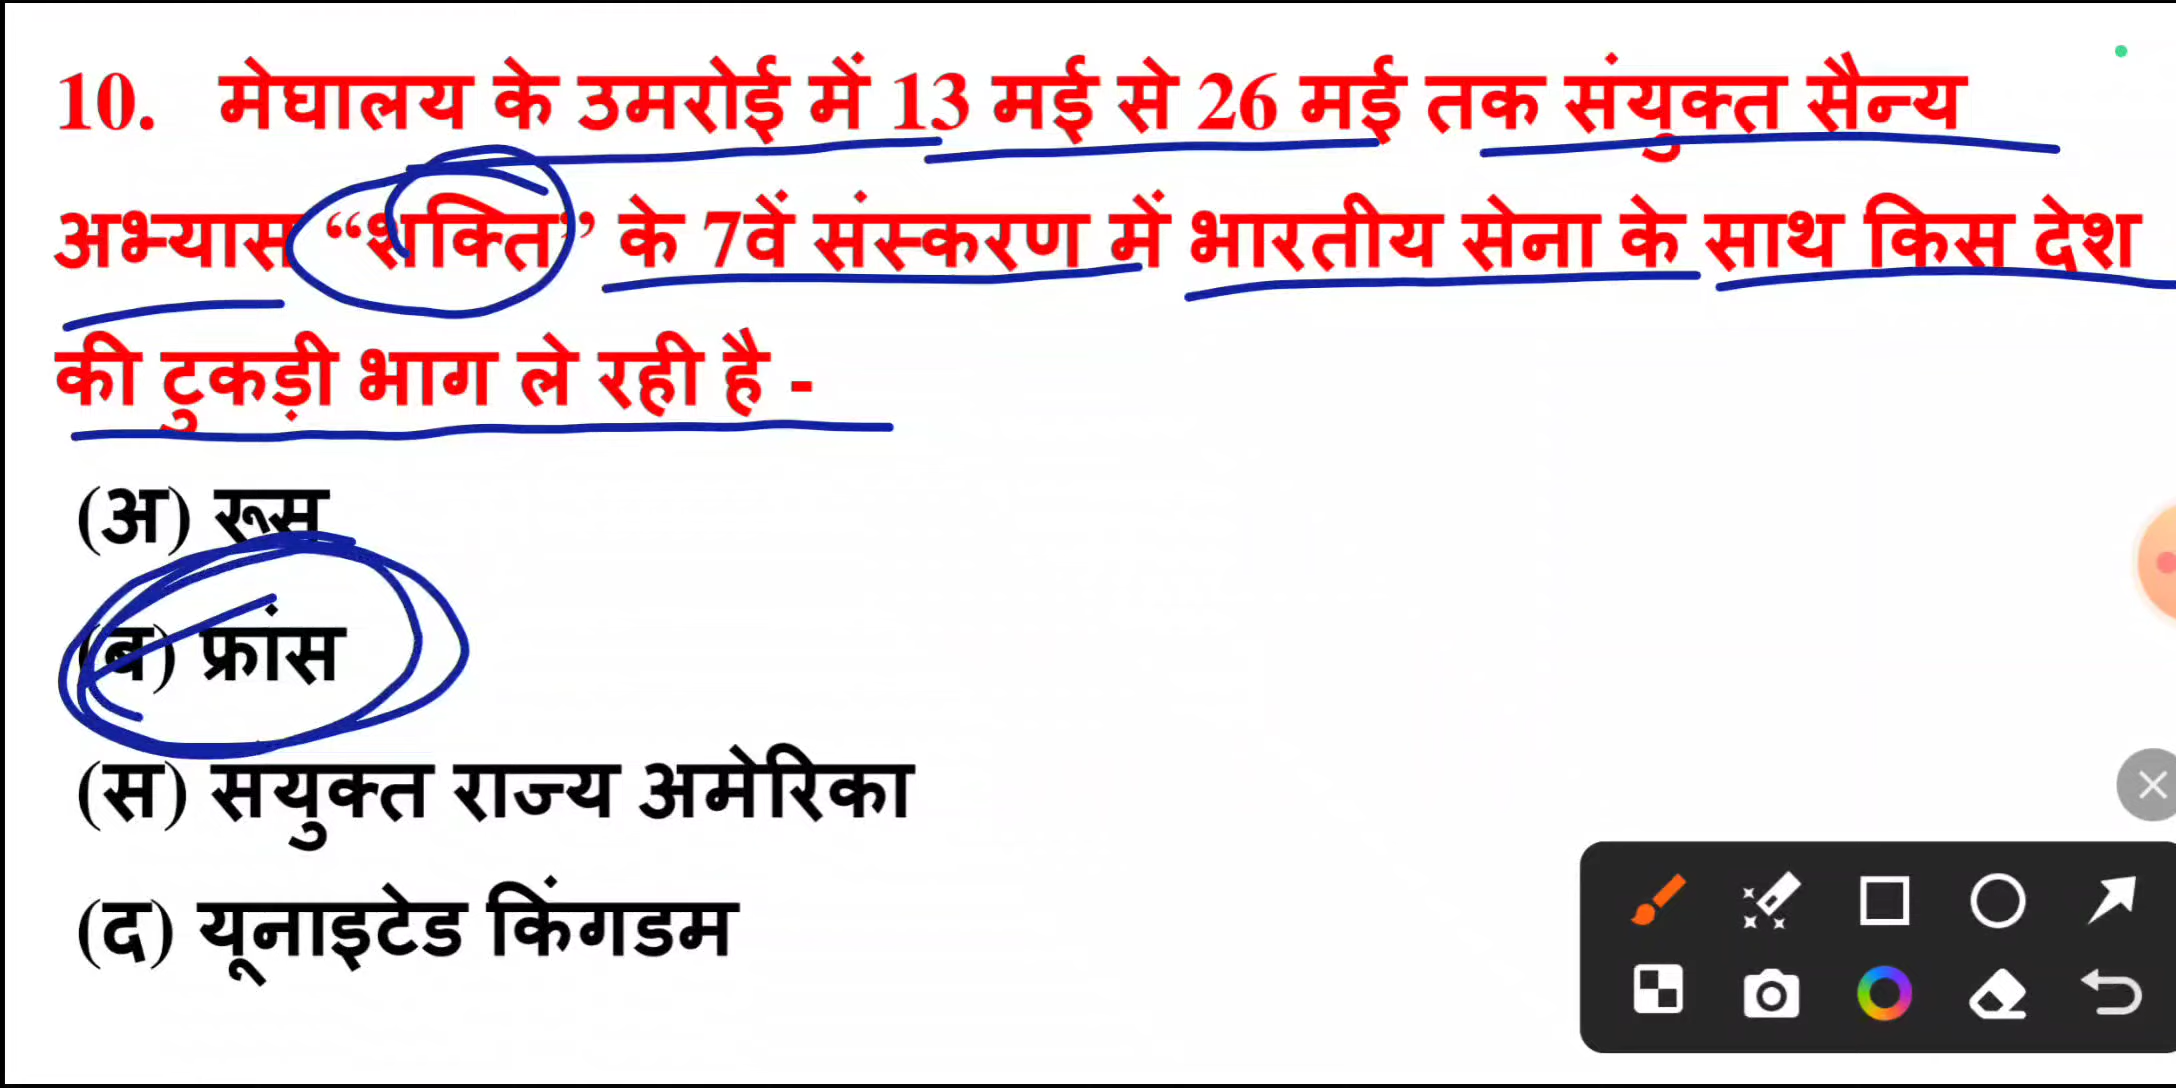 10. मेघालय के उमरोई में 13 मई से 26 मई तक संयुक्त सैन्य
अभ्यास “शक्ति” के 7वें संस्करण में भारतीय सेना के साथ किस देश
की टुकड़ी भाग ले रही है -
(अ) रूस
(ब) फ्रांस
(स) सयुक्त राज्य अमेरिका
(द) यूनाइटेड किंगडम